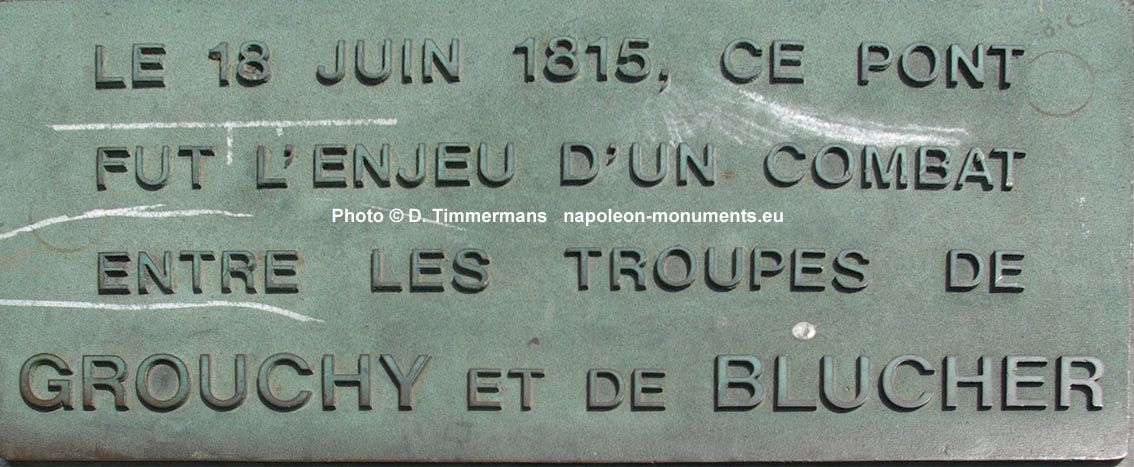 LE 18 JUIN 1815, CE PONT
FUT L'ENJEU D'UN COMBAT
Photo © D. Timmermans napoleon-monuments.eu
ENTRE LES TROUPES DE
GROUCHY ET DE BLUCHER